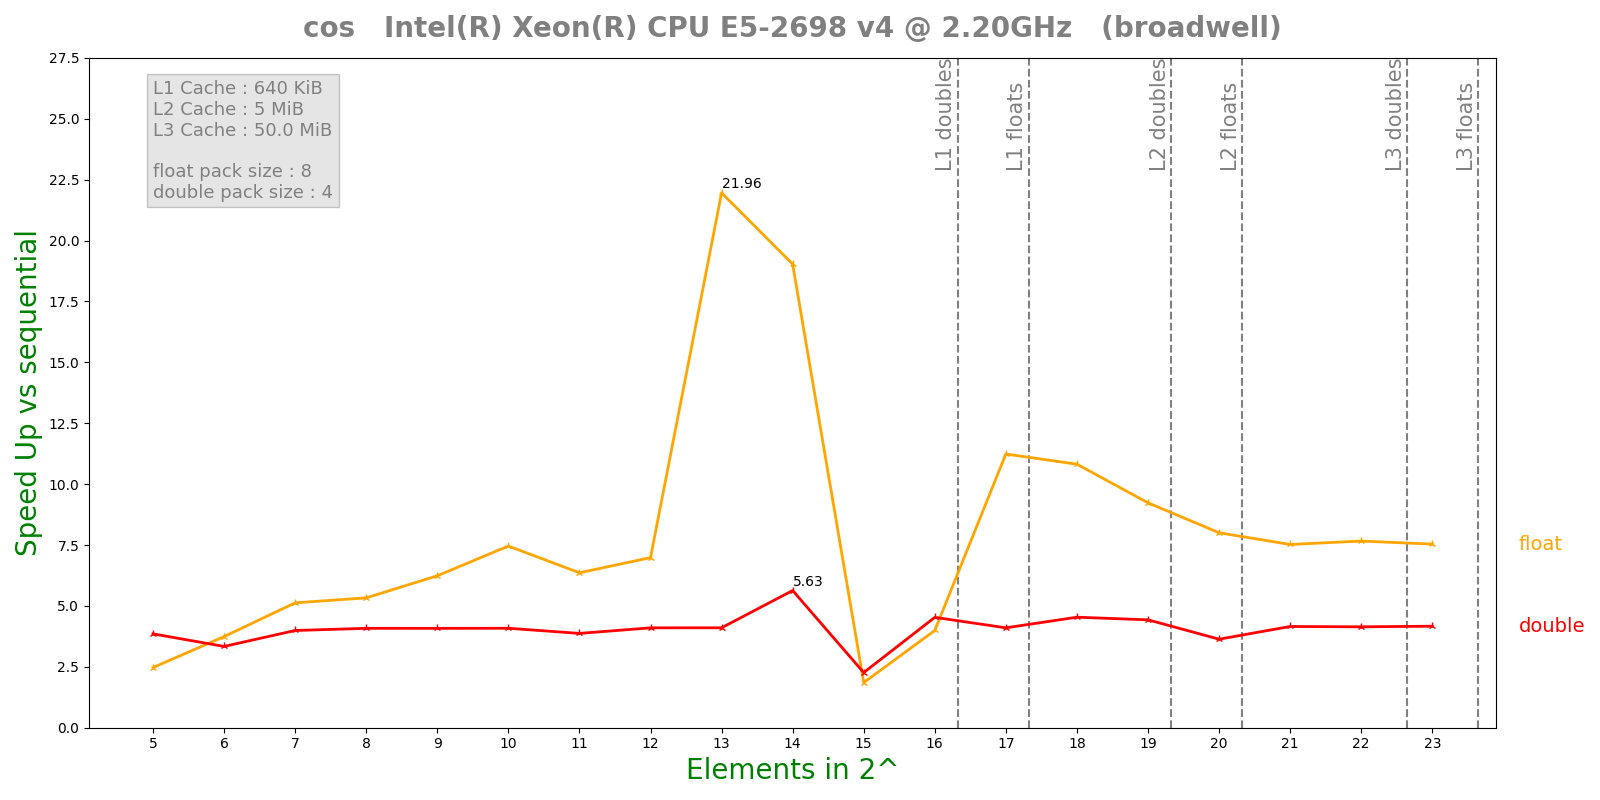 cos   Intel(R) Xeon(R) CPU E5-2698 v4 @ 2.20GHz   (broadwell)
27.5
25.0
22.5
20.0
17.5
15.0
12.5
10.0
7.5
5.0
2.5
0.0
Speed Up vs sequential
L1 Cache : 640 KiB
L2 Cache : 5 MiB
L3 Cache : 50.0 MiB
float pack size : 8
double pack size : 4
L1 doubles
L1 floats
L2 doubles
L2 floats
L3 doubles
L3 floats
21.96
5.63
float
double
5 6 7 8 9 10 11 12 13 14 15 16 17 18 19 20 21 22 23
Elements in 2^